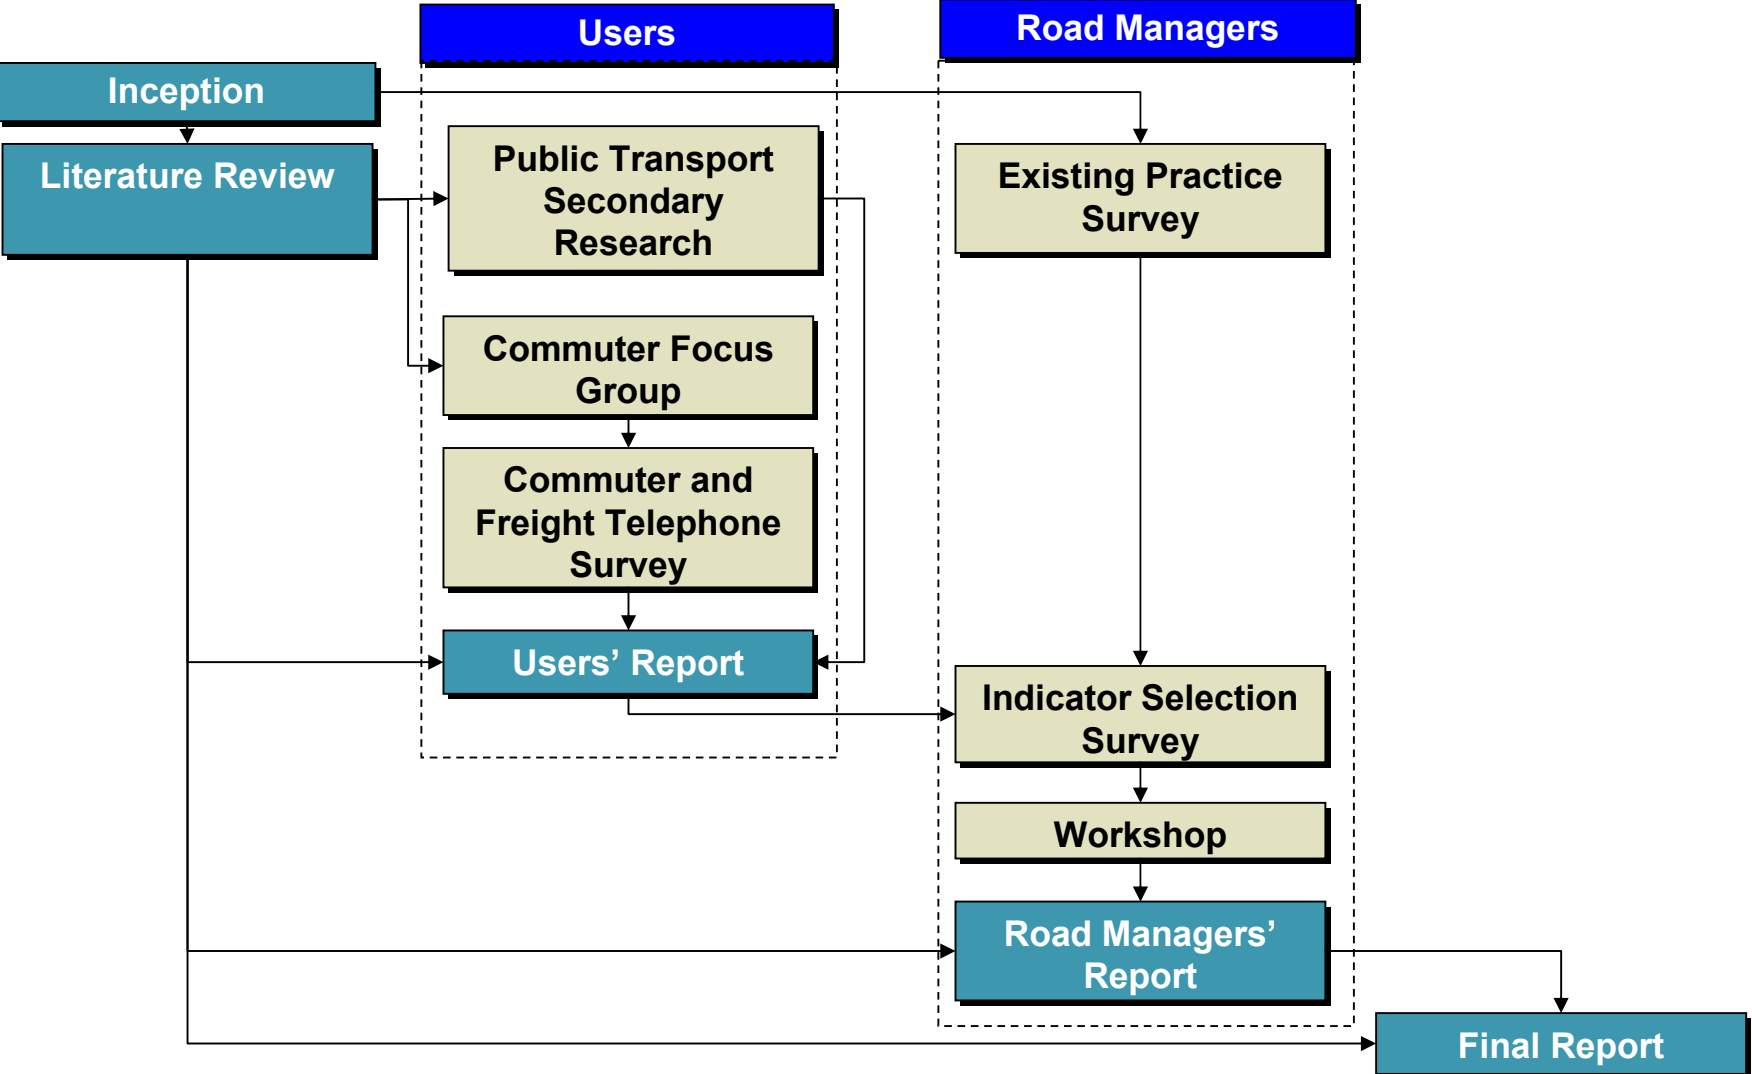 Users
Road Managers
Inception
Literature Review
Public Transport
Secondary
Research
Existing Practice
Survey
Commuter Focus
Group
Commuter and
Freight Telephone
Survey
Users’ Report
Indicator Selection
Survey
Workshop
Road Managers’
Report
Final Report